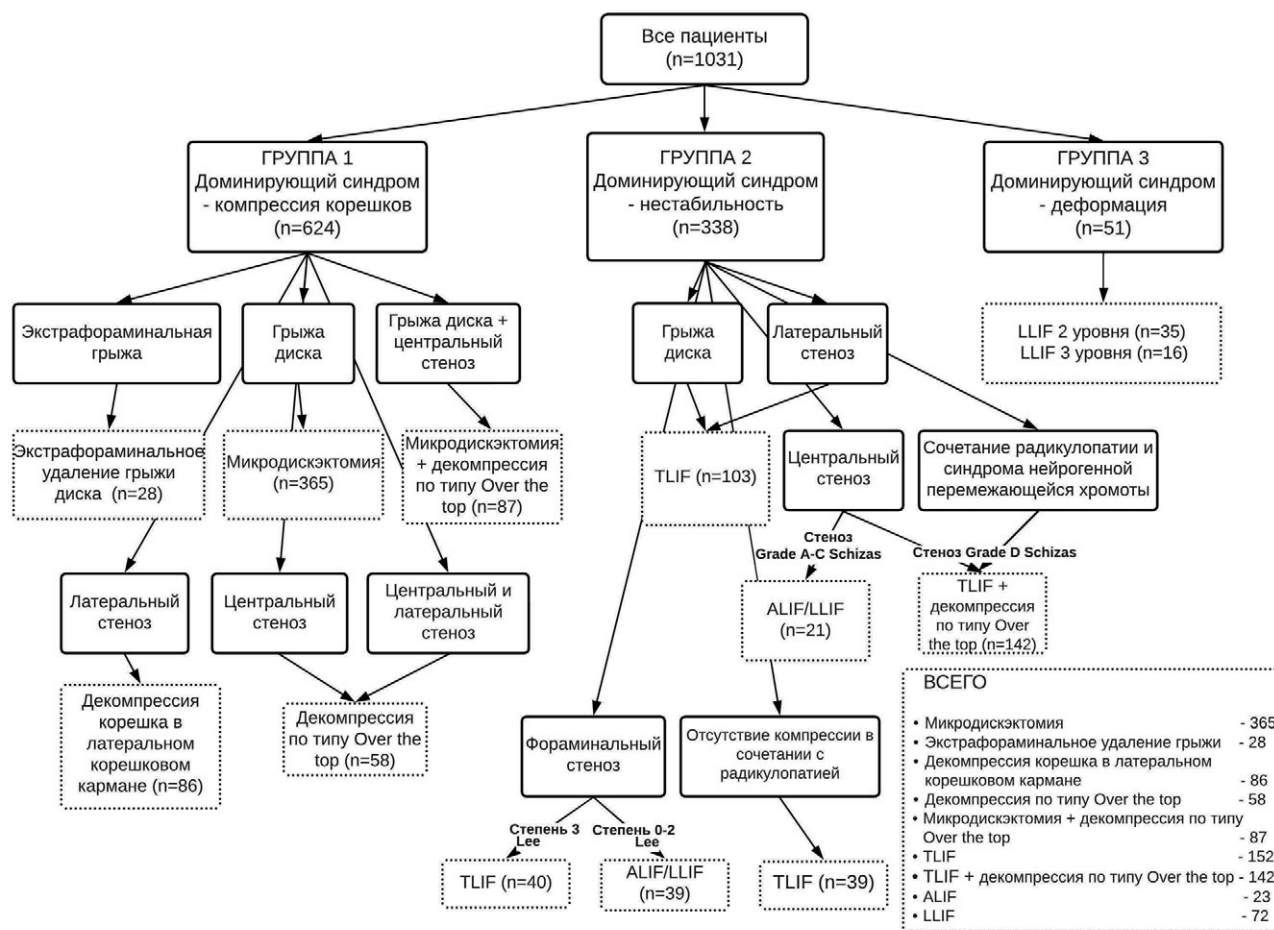 Все пациенты
(n=1031)
ГРУППА 1
Доминирующий синдром
- компрессия корешков
(n=624)
ГРУППА 2
Доминирующий синдром
- нестабильность
(n=338)
ГРУППА 3
Доминирующий синдром
- деформация
(n=51)
Экстрафораминальная
грыжа
Грыжа
диска
Грыжа диска +
центральный
стеноз
Грыжа
диска
Латеральный
стеноз
LLIF 2 уровня (n=35)
LLIF 3 уровня (n=16)
Экстрафораминальное
удаление грыжи
диска (n=28)
Микродискэктомия
(n=365)
Микродискэктомия
+ декомпрессия
по типу Over the
top (n=87)
TLIF (n=103)
Центральный
стеноз
Сочетание радикулопатии и
синдрома нейрогенной
перемежающейся хромоты
Стеноз
Grade A-C Schizas
Стеноз Grade D Schizas
Латеральный
стеноз
Центральный
стеноз
Центральный и
латеральный
стеноз
ALIF/LLIF
(n=21)
TLIF +
декомпрессия
по типу Over
the top (n=142)
Декомпрессия
корешка в
латеральном
корешковом
кармане (n=86)
Декомпрессия
по типу Over the
top (n=58)
Фораминальный
стеноз
Отсутствие компрессии в
сочетании с
радикулопатией
Степень 3
Lee
Степень 0-2
Lee
TLIF (n=40)
ALIF/LLIF
(n=39)
TLIF (n=39)
ВСЕГО
• Микродискэктомия - 365
• Экстрафораминальное удаление грыжи - 28
• Декомпрессия корешка в латеральном
корешковом кармане - 86
• Декомпрессия по типу Over the top - 58
• Микродискэктомия + декомпрессия по типу
Over the top - 87
• TLIF - 152
• TLIF + декомпрессия по типу Over the top - 142
• ALIF - 23
• LLIF - 72